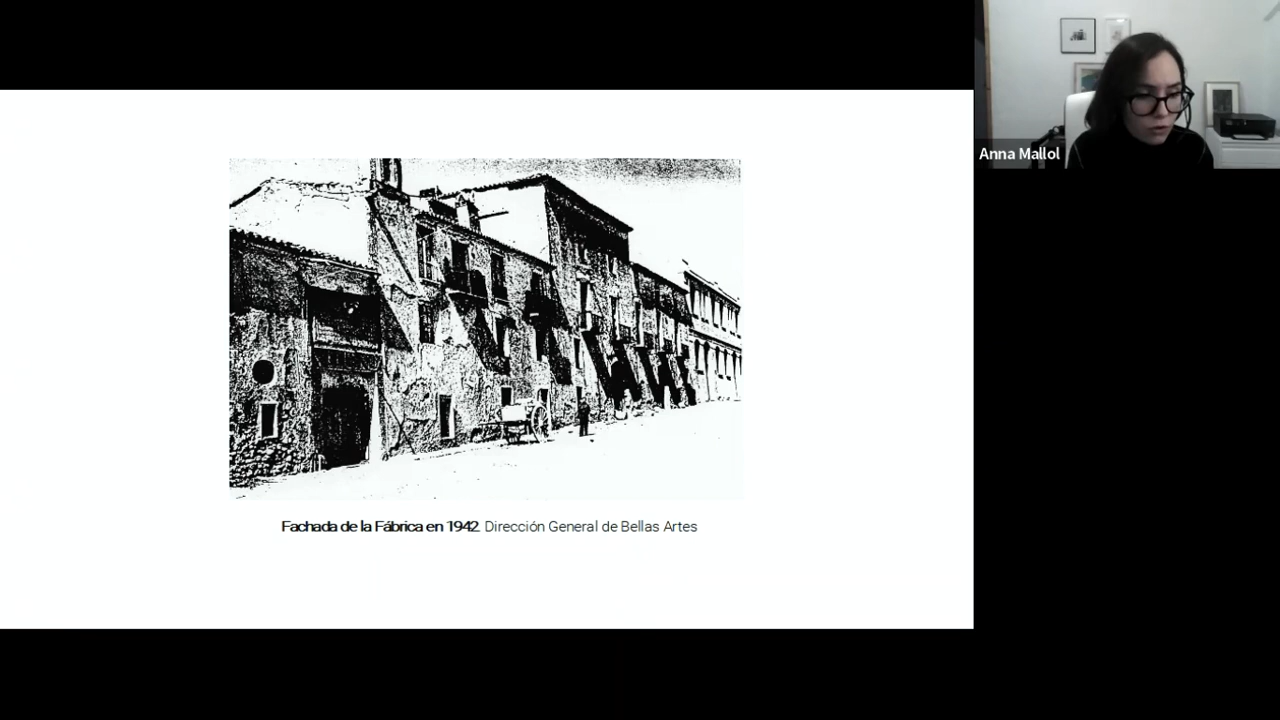 Anna Mallol
Fachada de la Fábrica en 1942. Dirección General de Bellas Artes